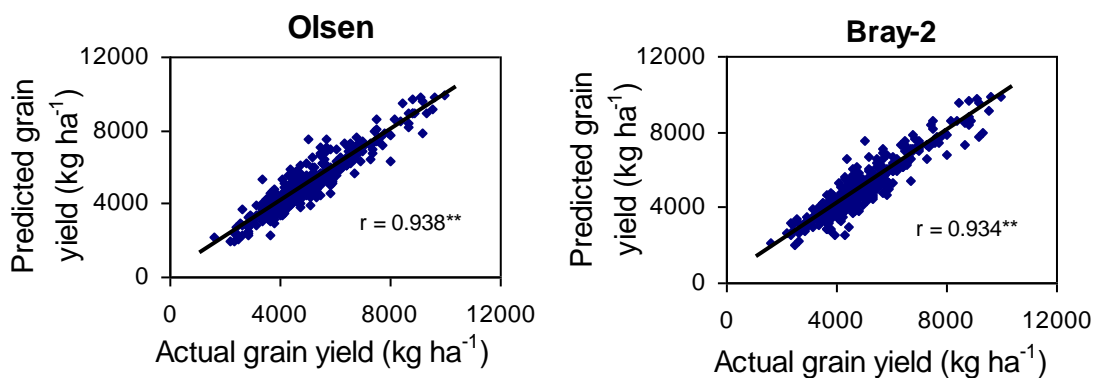 Olsen
12000
8000
4000
0
Predicted grain
yield (kg ha⁻¹)
r = 0.938**
0 4000 8000 12000
Actual grain yield (kg ha⁻¹)
Bray-2
12000
8000
4000
0
Predicted grain
yield (kg ha⁻¹)
r = 0.934**
0 4000 8000 12000
Actual grain yield (kg ha⁻¹)